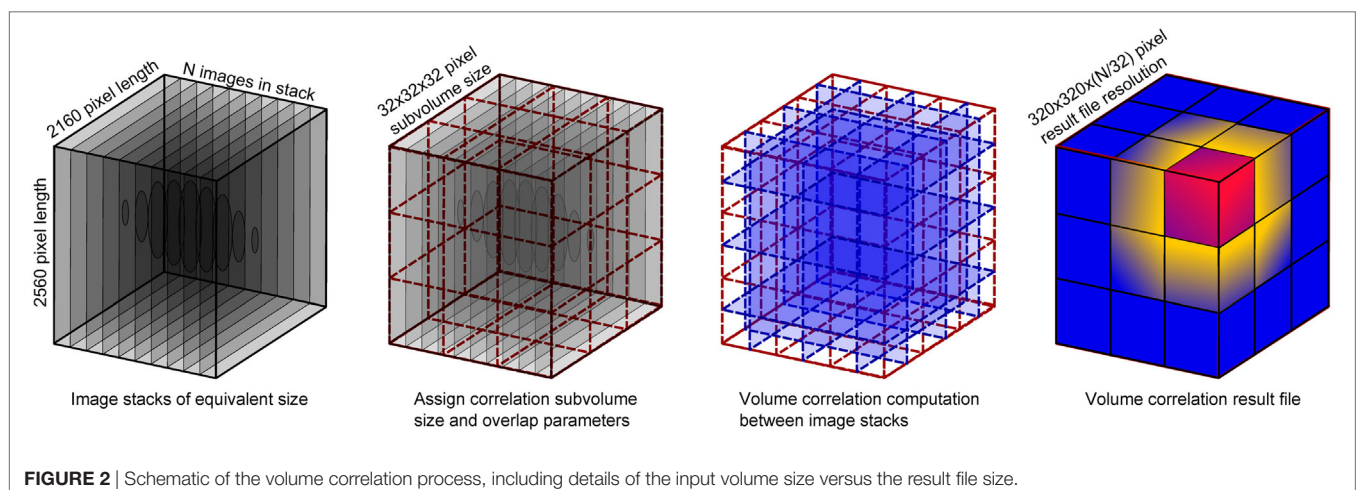 2160 pixel length
N images in stack
2560 pixel length
Image stacks of equivalent size
32x32x32 pixel
subvolume size
Assign correlation subvolume
size and overlap parameters
Volume correlation computation
between image stacks
320x320x(N/32) pixel
result file resolution
Volume correlation result file
FIGURE 2 | Schematic of the volume correlation process, including details of the input volume size versus the result file size.